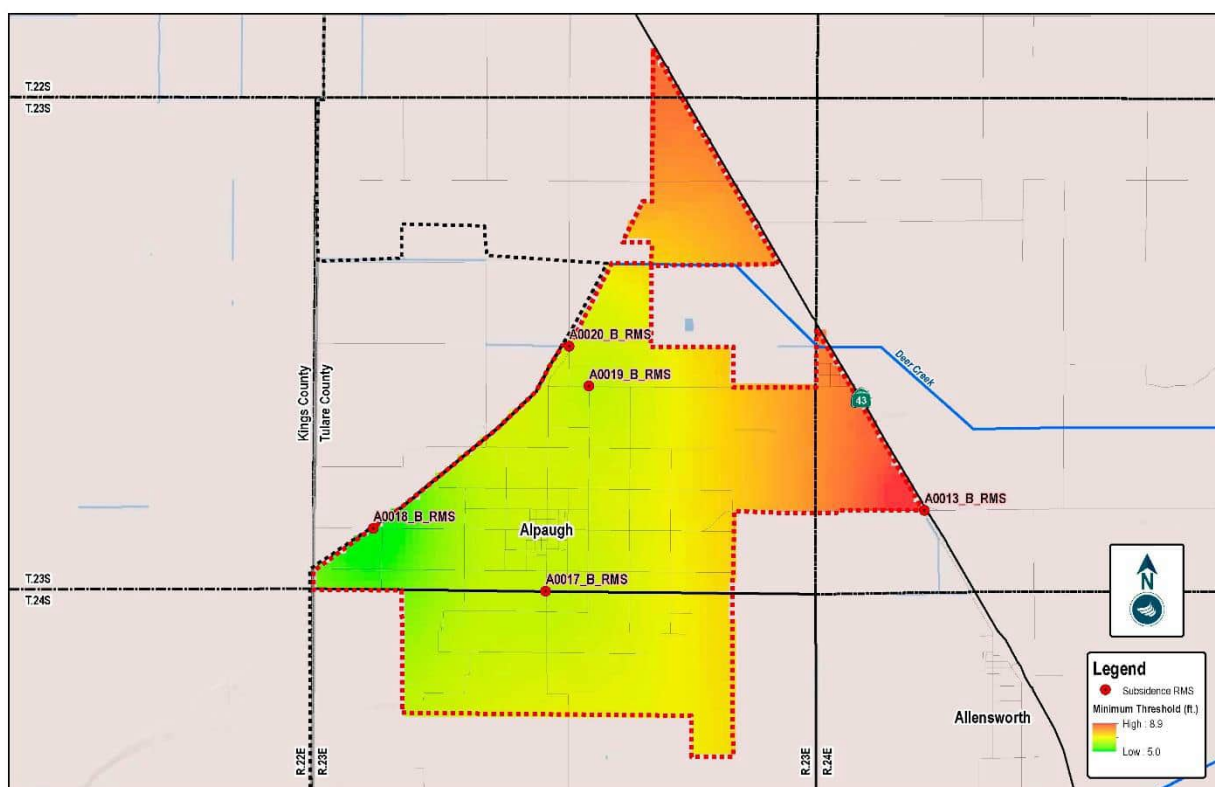 T.22S
T.23S
A0020_B_RMS
A0019_B_RMS
Deer Creek
43
Kings County
Tulare County
A0013_B_RMS
A0018_B_RMS
Alpaugh
A0017_B_RMS
T.23S
T.24S
N
Legend
Subsidence RMS
Minimum Threshold (ft.)
High : 8.9
Low : 5.0
Allensworth
R.22E
R.23E
R.23E
R.24E